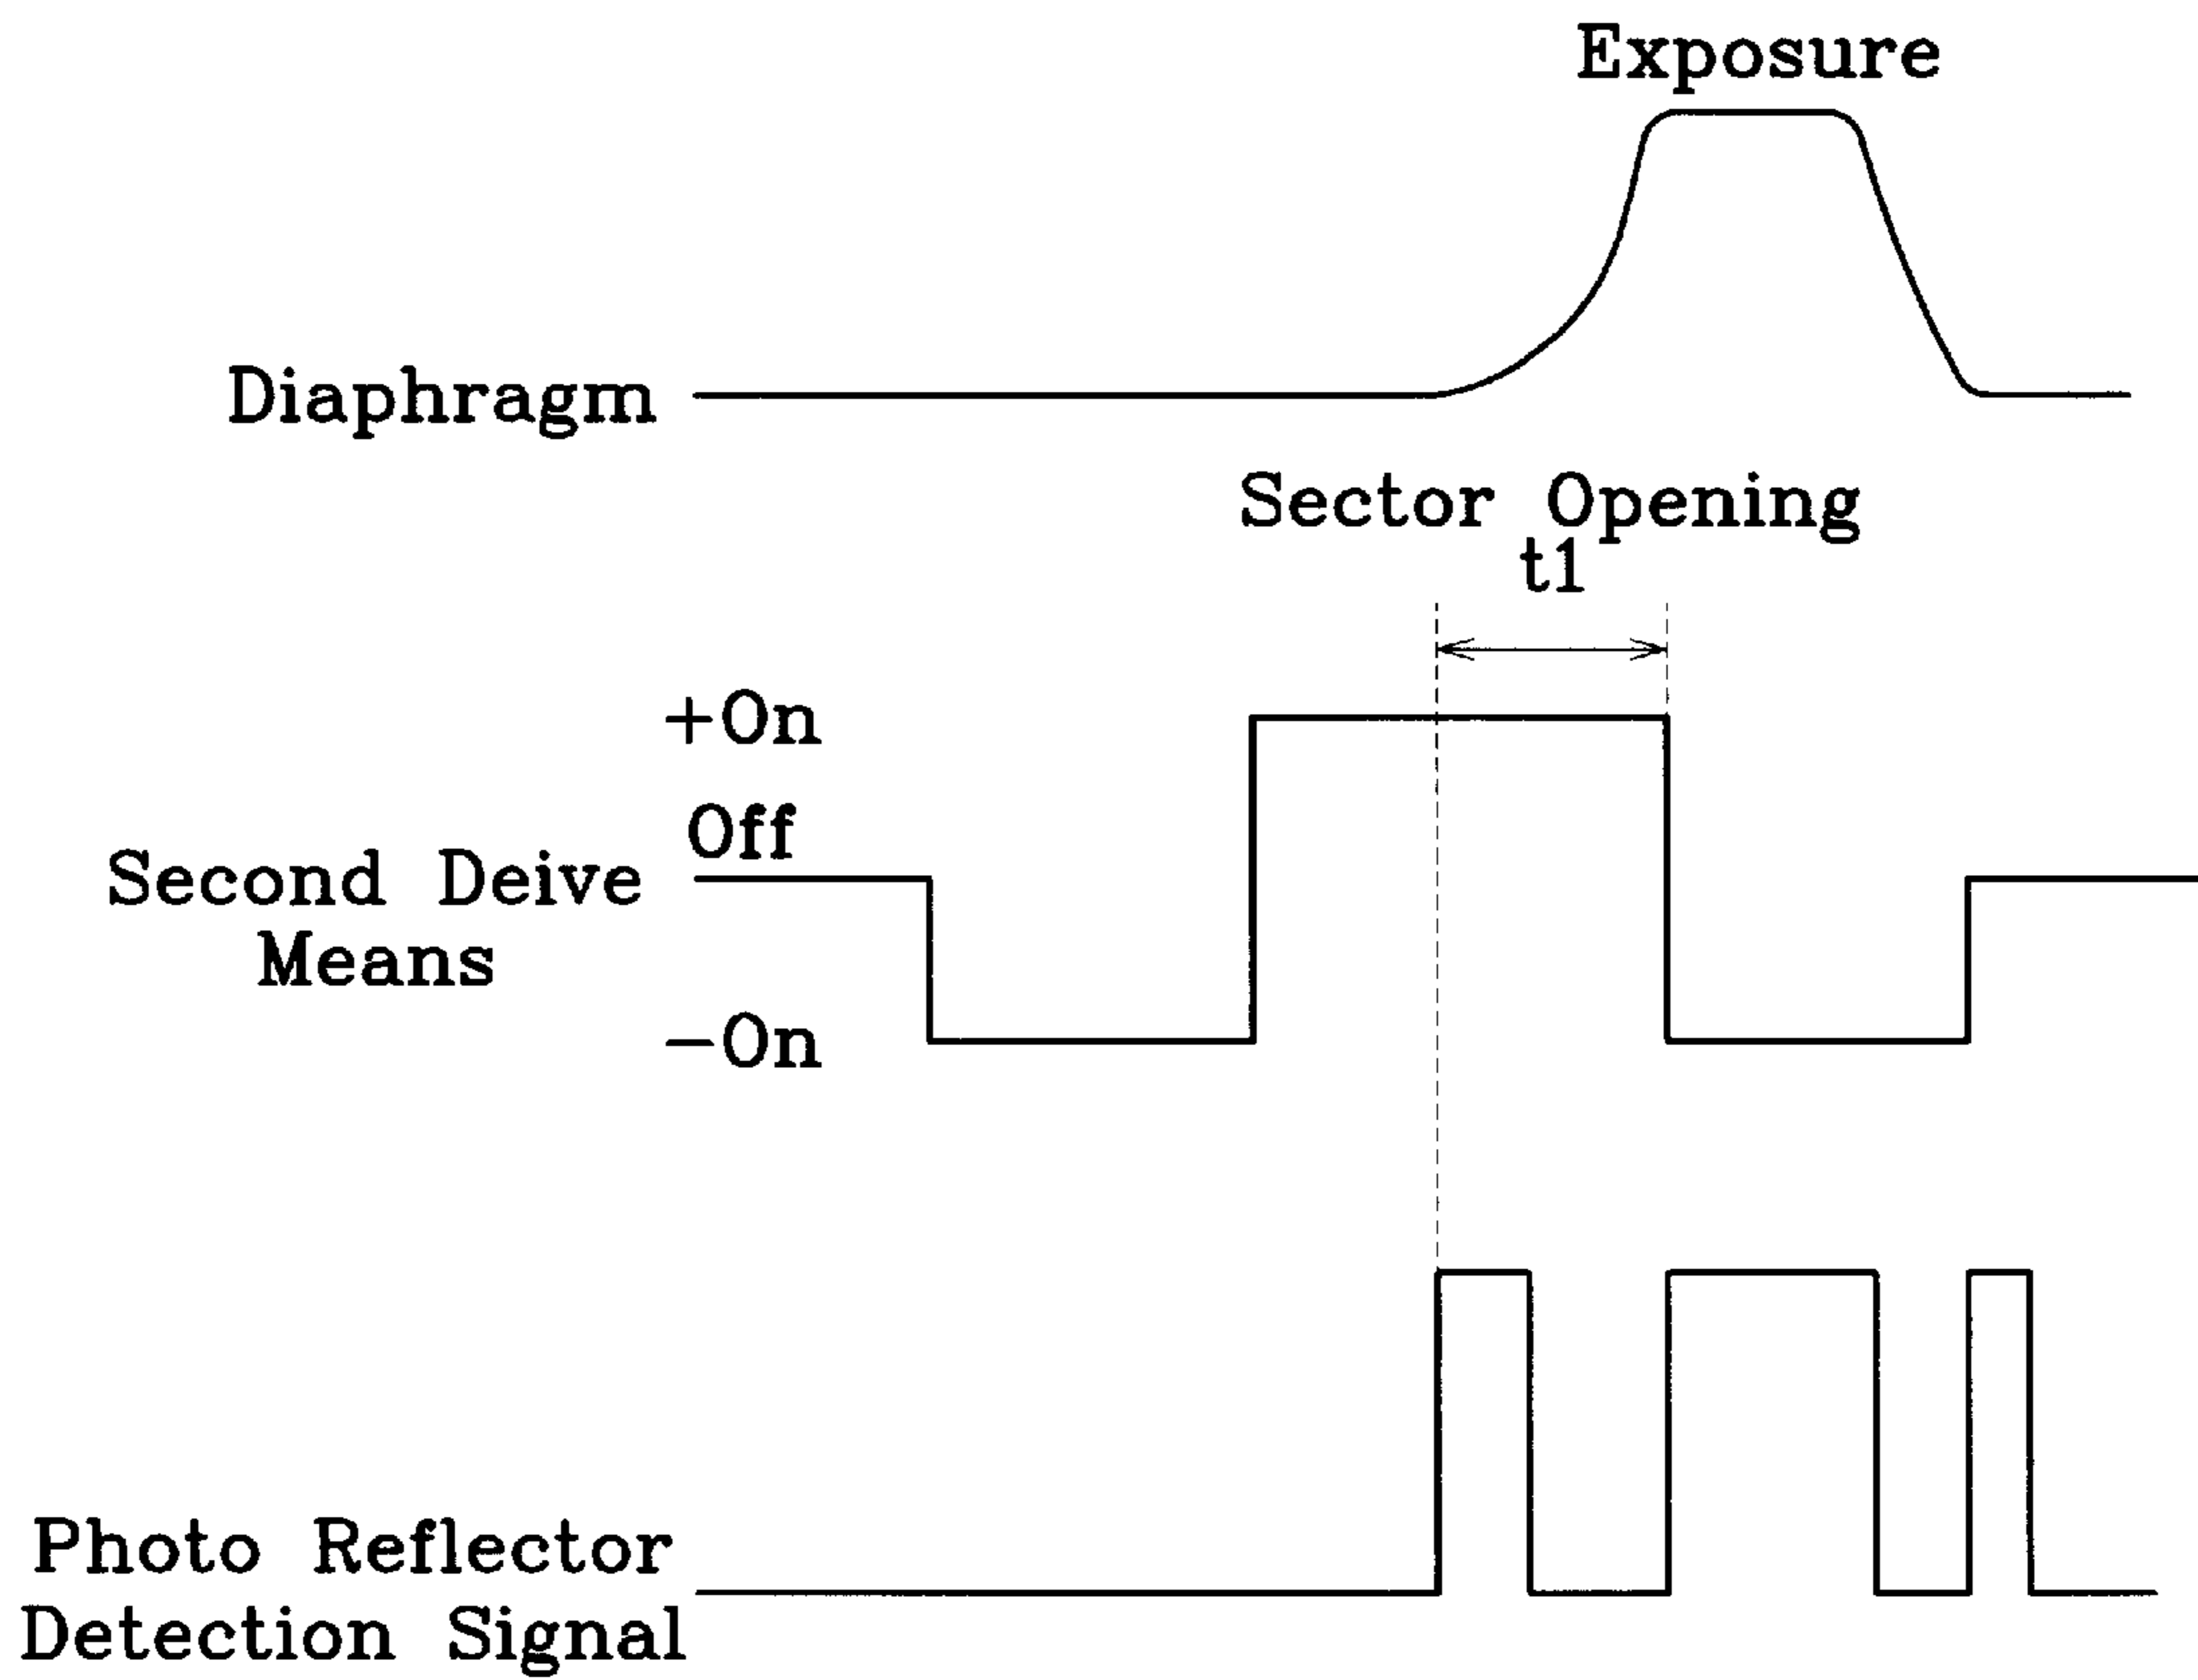 Exposure
Diaphragm
Sector Opening
t1
+On
Off
Second Deive
Means
−On
Photo Reflector
Detection Signal